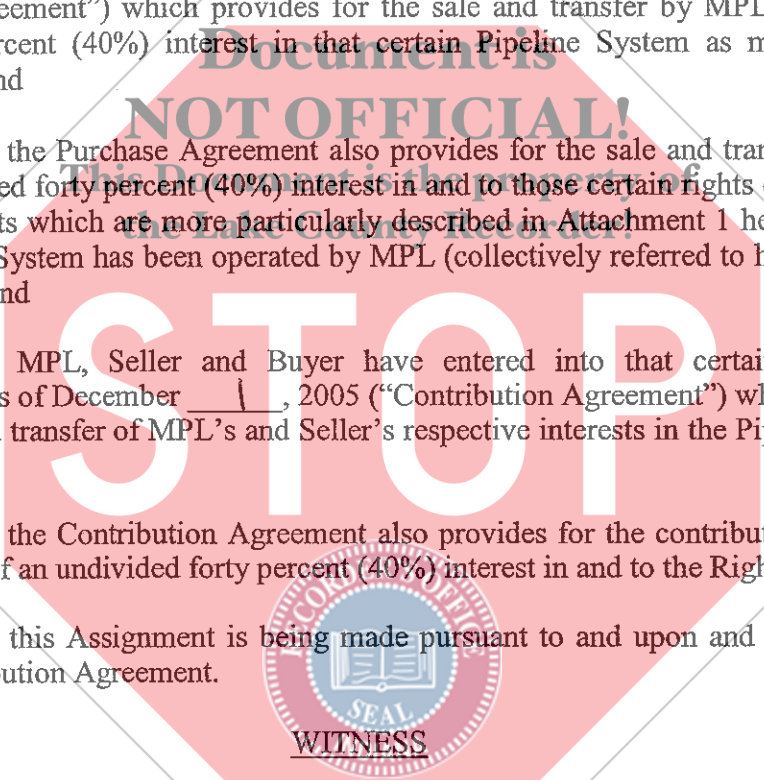 eement") which provides for the sale and transfer by MPL
rcent (40%) interest in that certain Pipeline System as m
nd
Document is
NOT OFFICIAL!
This Document is the property of
the Lake County Recorder!
the Purchase Agreement also provides for the sale and tran
ed forty percent (40%) interest in and to those certain rights
ts which are more particularly described in Attachment 1 he
System has been operated by MPL (collectively referred to h
nd
STOP
MPL, Seller and Buyer have entered into that certai
s of December 1, 2005 ("Contribution Agreement") wh
transfer of MPL's and Seller's respective interests in the Pi
the Contribution Agreement also provides for the contribut
f an undivided forty percent (40%) interest in and to the Righ
this Assignment is being made pursuant to and upon and
bution Agreement.
SEAL
WITNESS